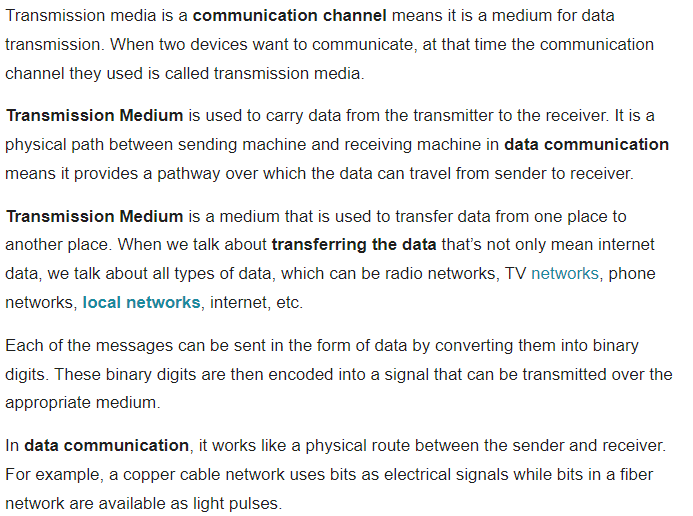 Transmission media is a communication channel means it is a medium for data
transmission. When two devices want to communicate, at that time the communication
channel they used is called transmission media.
Transmission Medium is used to carry data from the transmitter to the receiver. It is a
physical path between sending machine and receiving machine in data communication
means it provides a pathway over which the data can travel from sender to receiver.
Transmission Medium is a medium that is used to transfer data from one place to
another place. When we talk about transferring the data that’s not only mean internet
data, we talk about all types of data, which can be radio networks, TV networks, phone
networks, local networks, internet, etc.
Each of the messages can be sent in the form of data by converting them into binary
digits. These binary digits are then encoded into a signal that can be transmitted over the
appropriate medium.
In data communication, it works like a physical route between the sender and receiver.
For example, a copper cable network uses bits as electrical signals while bits in a fiber
network are available as light pulses.